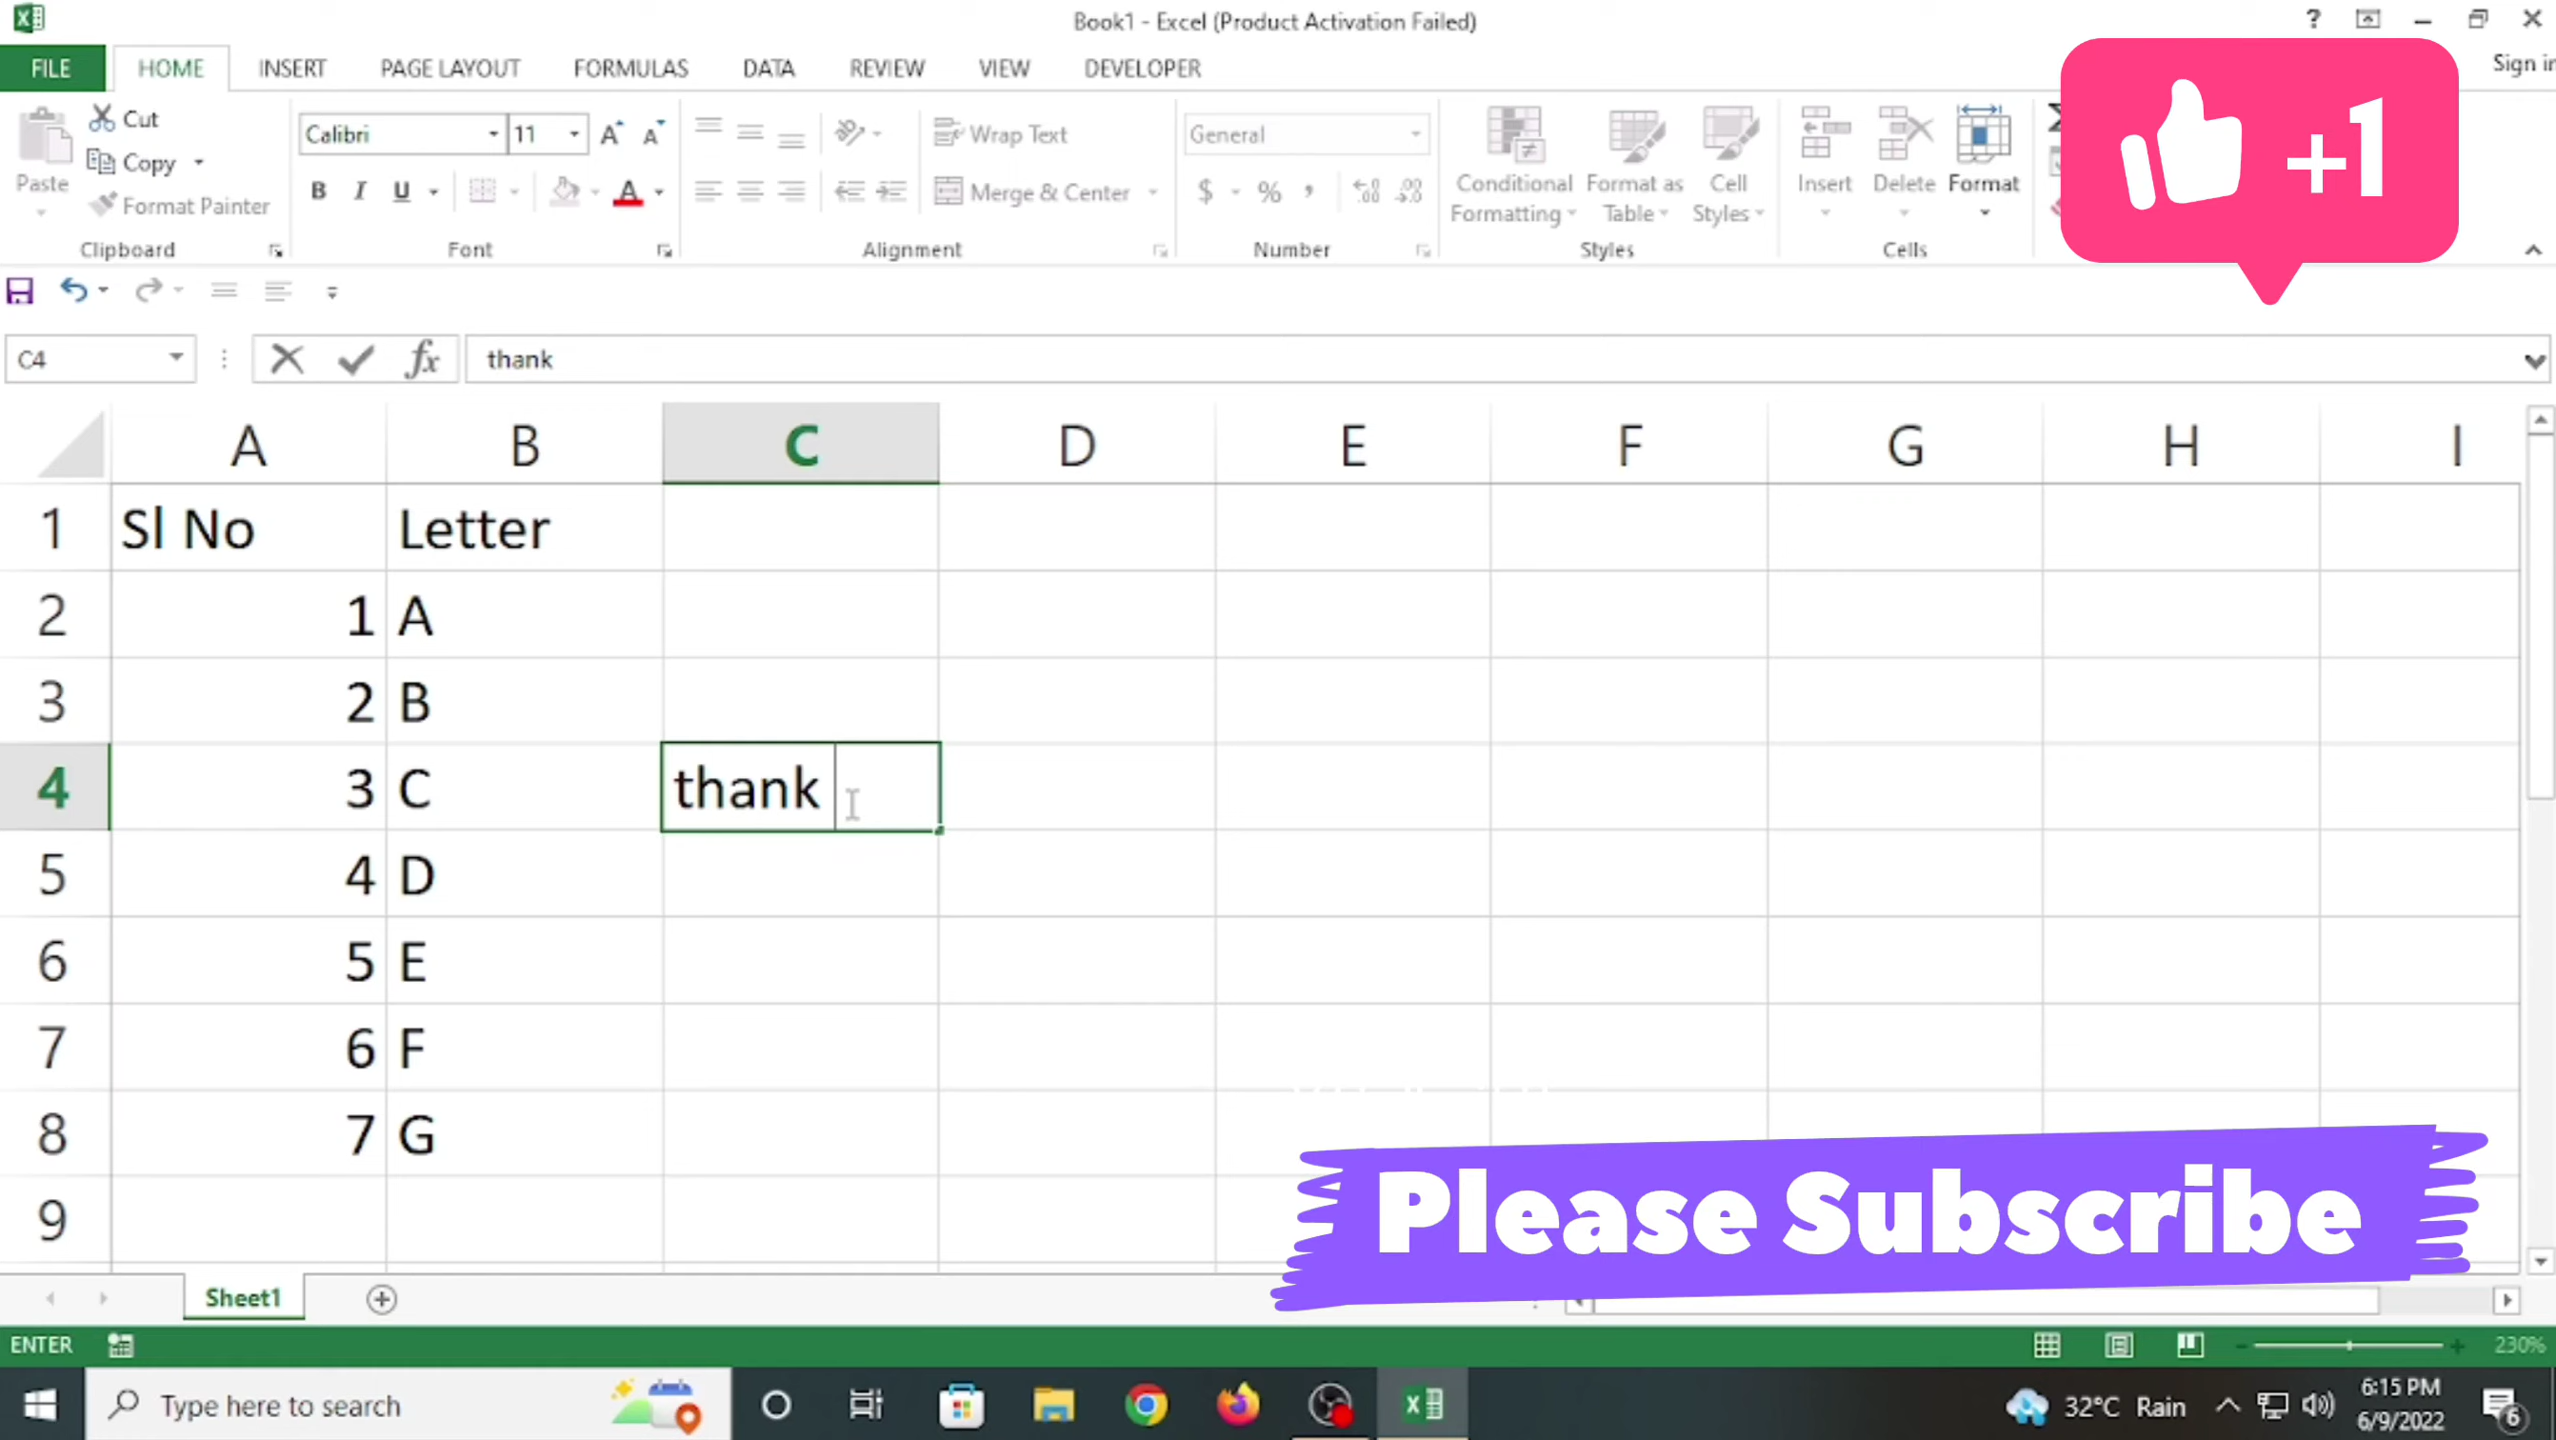 Book1 - Excel (Product Activation Failed)
FILE HOME INSERT PAGE LAYOUT FORMULAS DATA REVIEW VIEW DEVELOPER Sign in
+1
Cut
Copy
Format Painter
Paste
Clipboard
Calibri 11
B I U A
Font
Wrap Text
Merge & Center
Alignment
General
$ % ,
Number
Conditional Formatting
Format as Table
Cell Styles
Styles
Insert Delete Format
Cells
C4 fx thank
A B C D E F G H I
1 Sl No Letter
2 1 A
3 2 B
4 3 C thank
5 4 D
6 5 E
7 6 F
8 7 G
9
Please Subscribe
Sheet1
ENTER 230%
Type here to search
32°C Rain
6:15 PM
6/9/2022
6